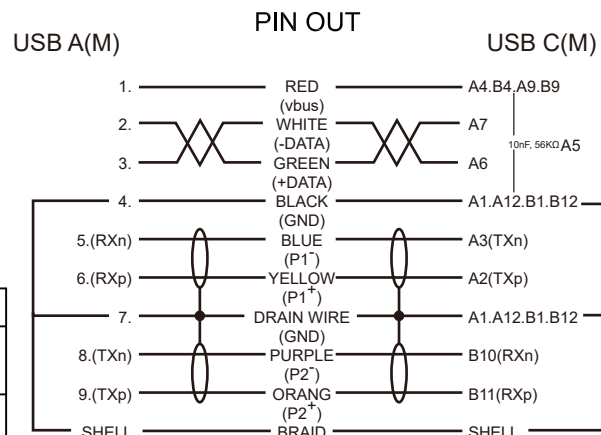 PIN OUT
USB A(M) USB C(M)
1. RED A4.B4.A9.B9
(vbus)
2. WHITE A7
(-DATA) 10nF, 56KΩ A5
3. GREEN A6
(+DATA)
4. BLACK A1.A12.B1.B12
(GND)
5.(RXn) BLUE A3(TXn)
(P1-)
6.(RXp) YELLOW A2(TXp)
(P1+)
7. DRAIN WIRE A1.A12.B1.B12
(GND)
8.(TXn) PURPLE B10(RXn)
(P2-)
9.(TXp) ORANG B11(RXp)
(P2+)
SHELL BRAID SHELL